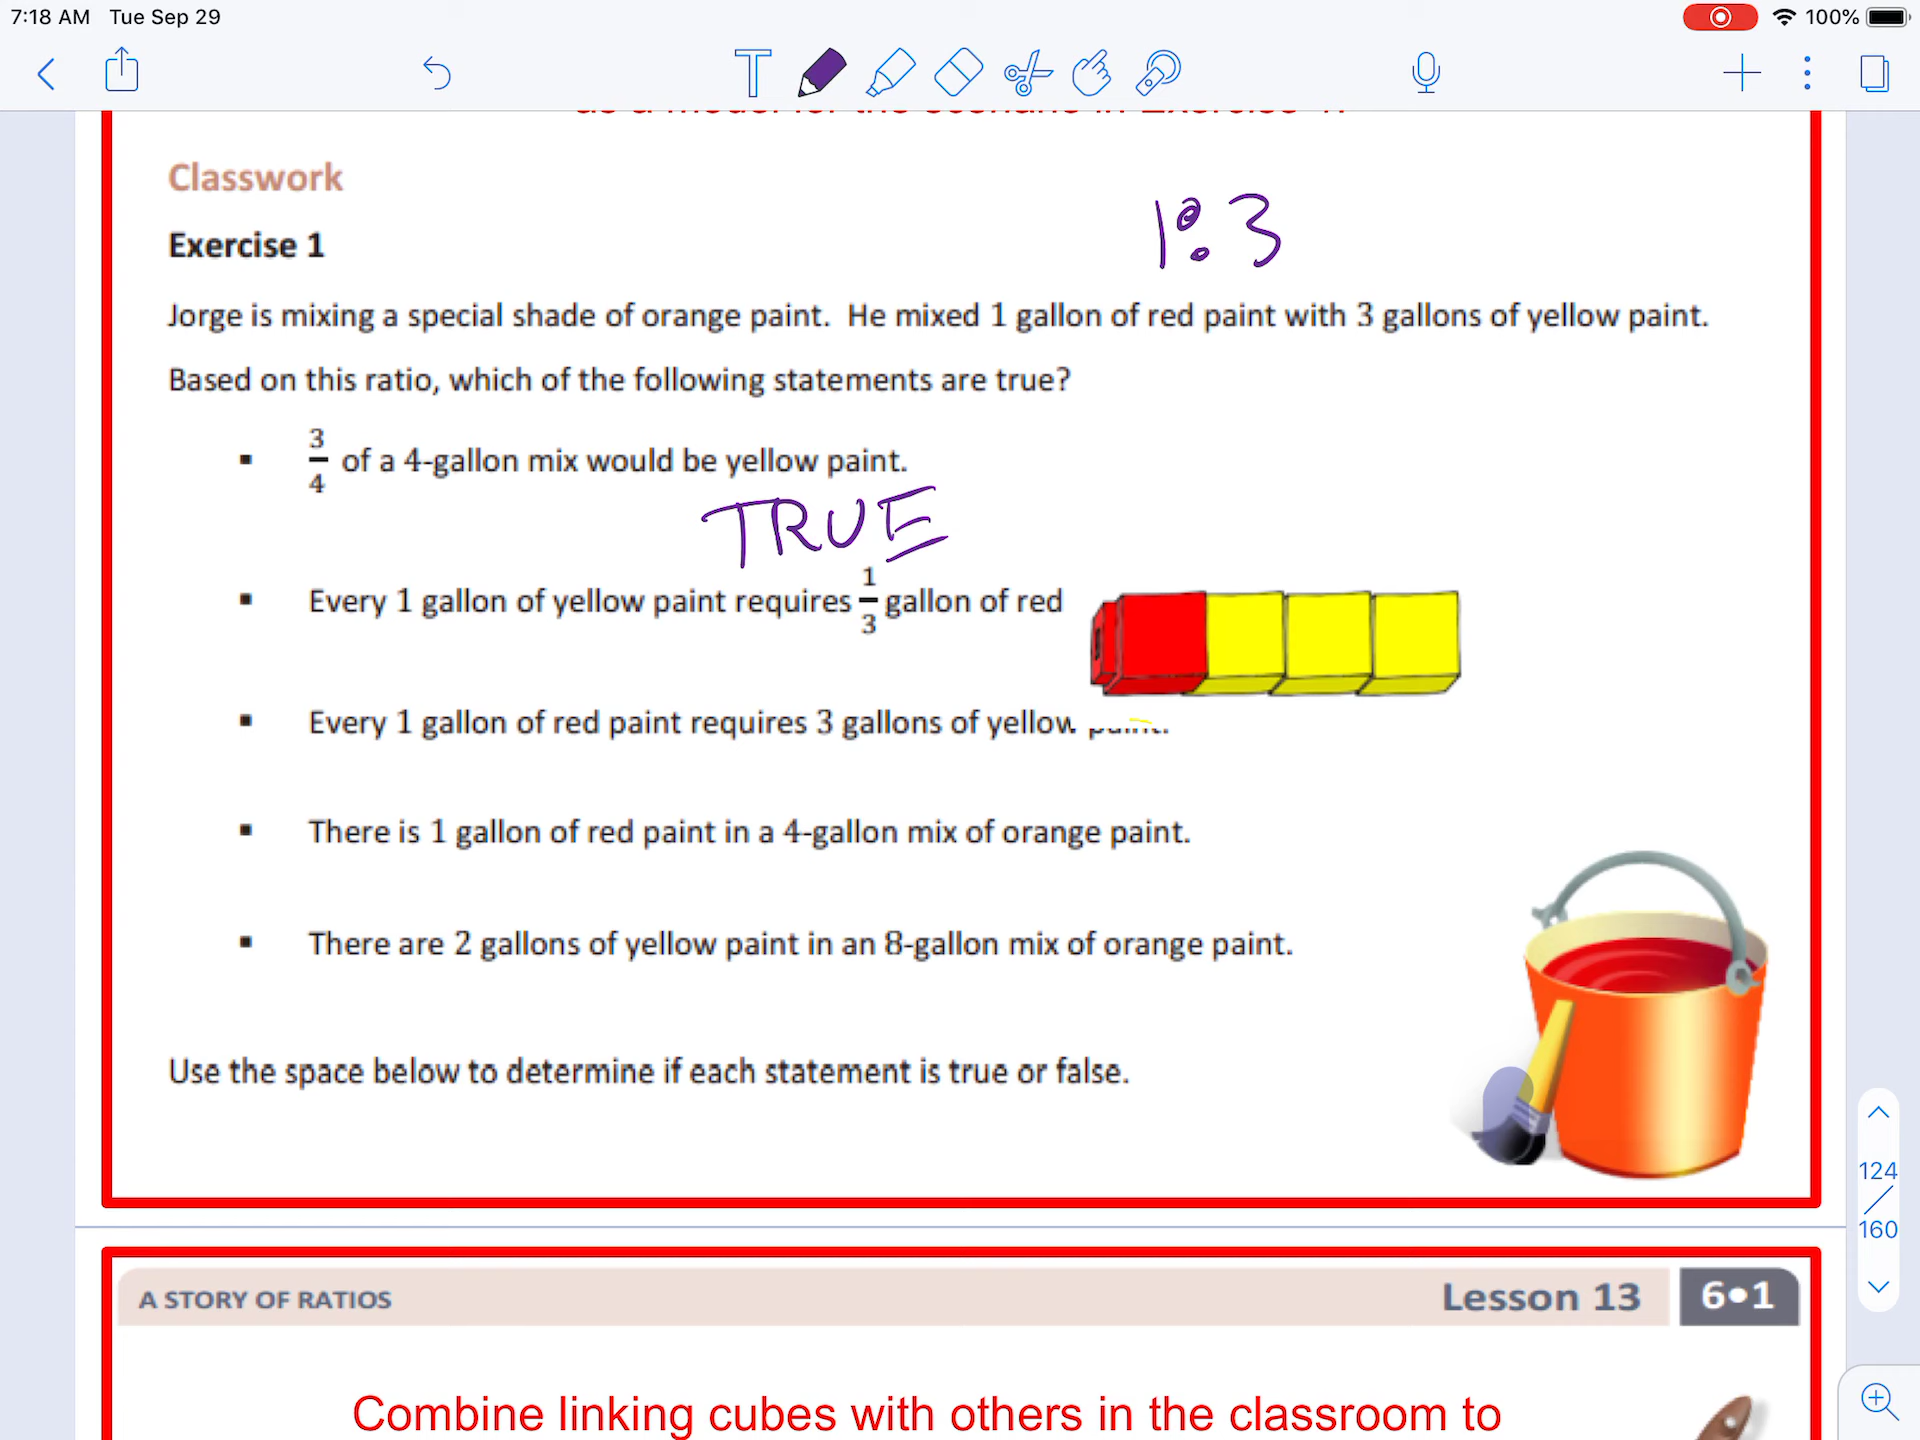 7:18 AM Tue Sep 29
100%
Classwork
1:3
Exercise 1
Jorge is mixing a special shade of orange paint. He mixed 1 gallon of red paint with 3 gallons of yellow paint.
Based on this ratio, which of the following statements are true?
▪ 3/4 of a 4-gallon mix would be yellow paint.
TRUE
▪ Every 1 gallon of yellow paint requires 1/3 gallon of red
▪ Every 1 gallon of red paint requires 3 gallons of yellow
▪ There is 1 gallon of red paint in a 4-gallon mix of orange paint.
▪ There are 2 gallons of yellow paint in an 8-gallon mix of orange paint.
Use the space below to determine if each statement is true or false.
124
/
160
A STORY OF RATIOS
Lesson 13
6•1
Combine linking cubes with others in the classroom to